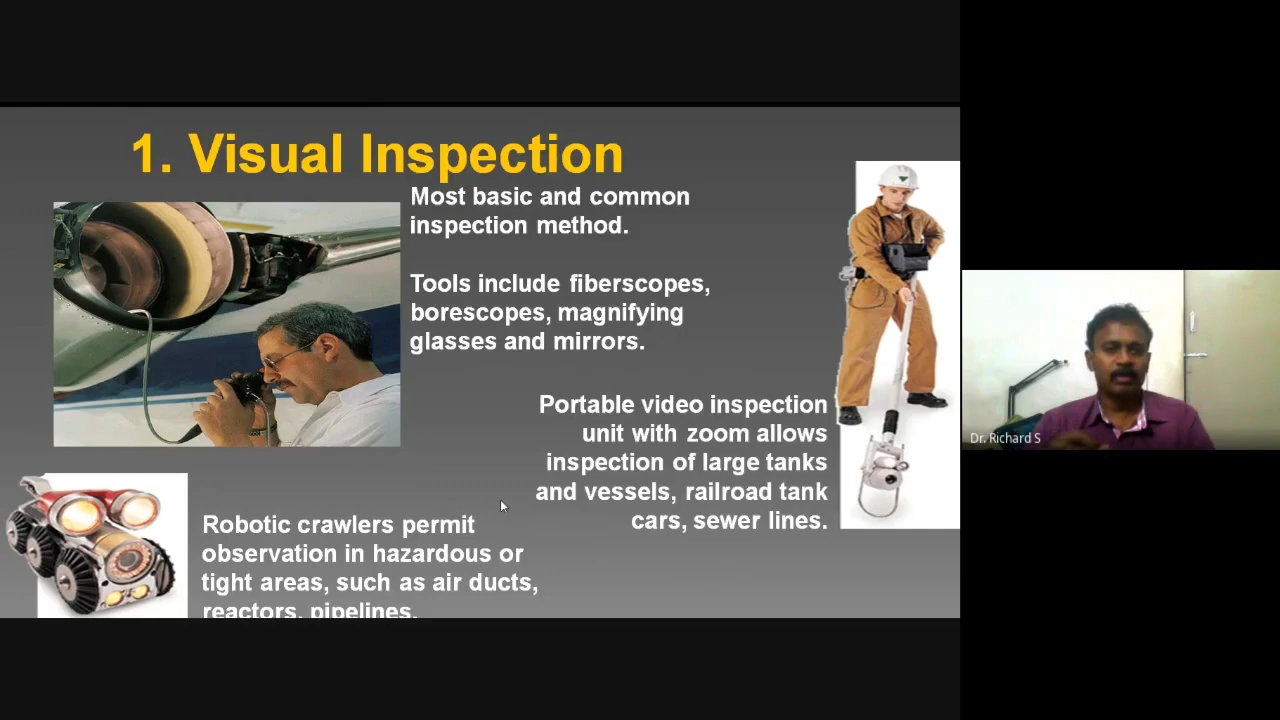 1. Visual Inspection
Most basic and common
inspection method.
Tools include fiberscopes,
borescopes, magnifying
glasses and mirrors.
Portable video inspection
unit with zoom allows
inspection of large tanks
and vessels, railroad tank
cars, sewer lines.
Robotic crawlers permit
observation in hazardous or
tight areas, such as air ducts,
reactors, pipelines.
Dr. Richard S